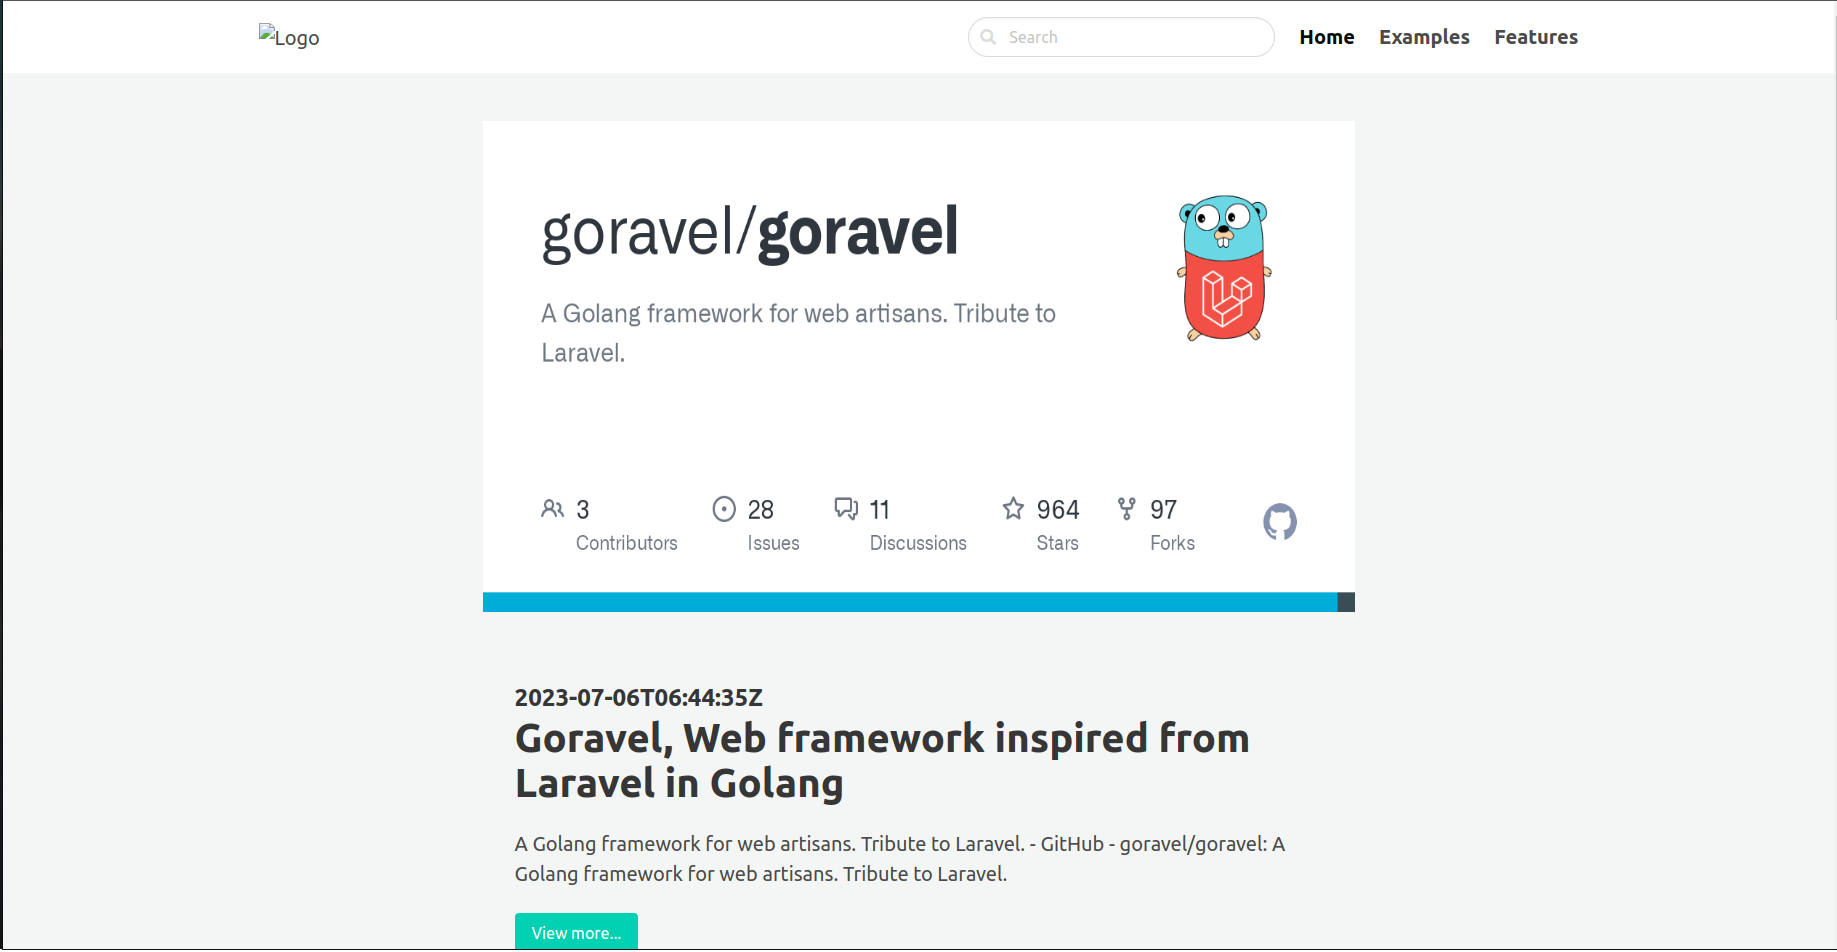 Logo
Search
Home Examples Features
goravel/goravel
A Golang framework for web artisans. Tribute to
Laravel.
3 28 11 964 97
Contributors Issues Discussions Stars Forks
2023-07-06T06:44:35Z
Goravel, Web framework inspired from
Laravel in Golang
A Golang framework for web artisans. Tribute to Laravel. - GitHub - goravel/goravel: A
Golang framework for web artisans. Tribute to Laravel.
View more...